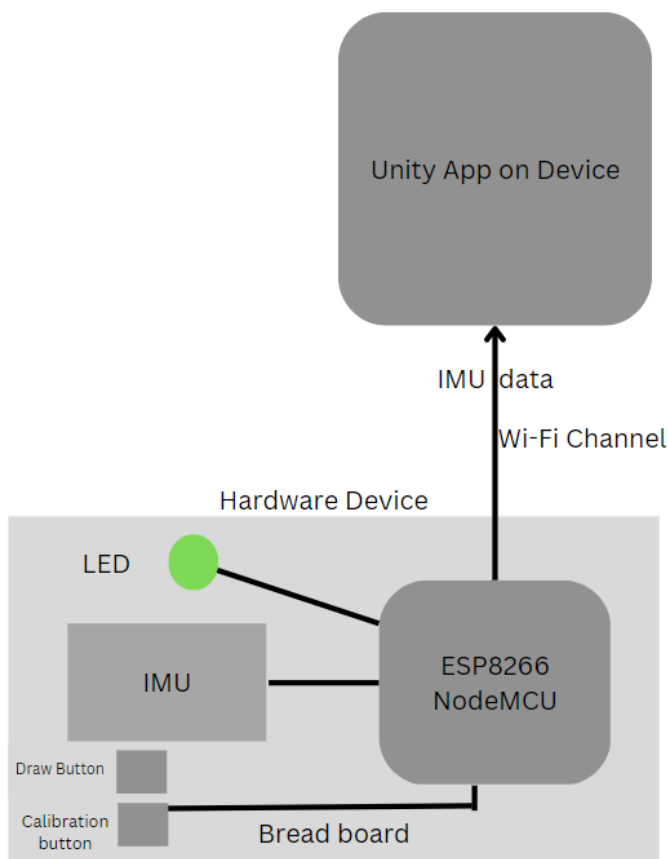 Unity App on Device
IMU data
Wi-Fi Channel
Hardware Device
LED
ESP8266
NodeMCU
IMU
Draw Button
Calibration
button
Bread board